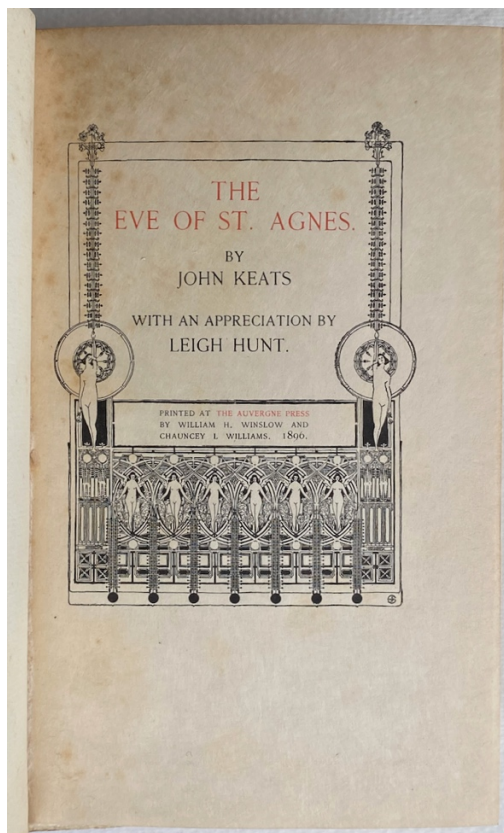 THE
EVE OF ST. AGNES.
BY
JOHN KEATS
WITH AN APPRECIATION BY
LEIGH HUNT.
PRINTED AT THE AUVERGNE PRESS
BY WILLIAM H. WINSLOW AND
CHAUNCEY L WILLIAMS, 1896.